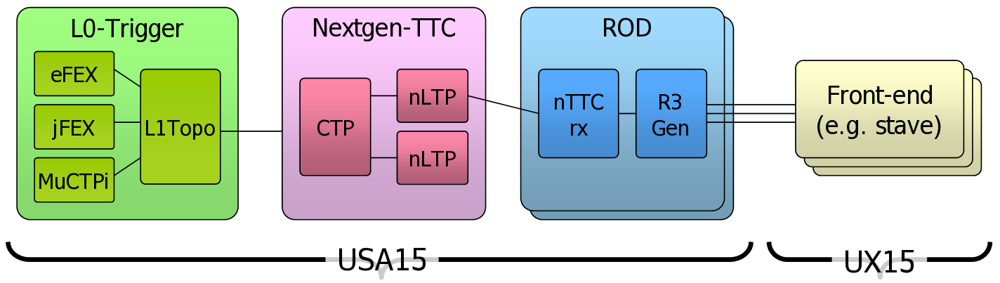 L0-Trigger
eFEX
jFEX
MuCTPi
L1Topo
Nextgen-TTC
CTP
nLTP
nLTP
ROD
nTTC
rx
R3
Gen
Front-end
(e.g. stave)
USA15
UX15